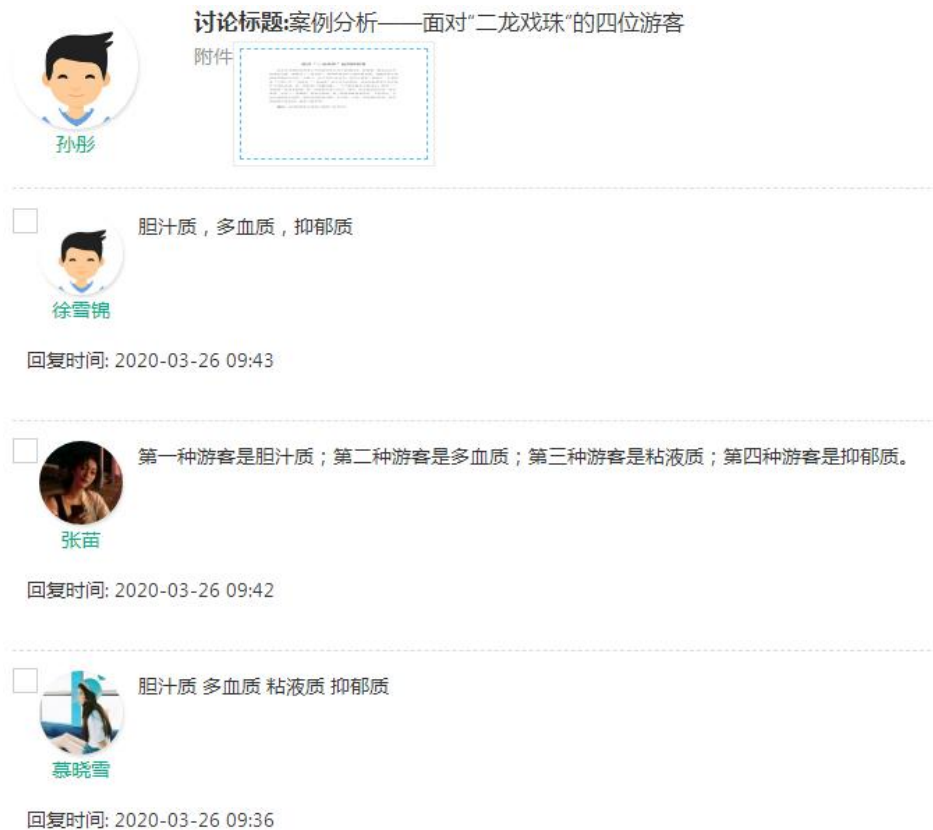 讨论标题:案例分析——面对“二龙戏珠”的四位游客
附件
孙彤
胆汁质，多血质，抑郁质
徐雪锦
回复时间: 2020-03-26 09:43
第一种游客是胆汁质；第二种游客是多血质；第三种游客是粘液质；第四种游客是抑郁质。
张苗
回复时间: 2020-03-26 09:42
胆汁质 多血质 粘液质 抑郁质
慕晓雪
回复时间: 2020-03-26 09:36